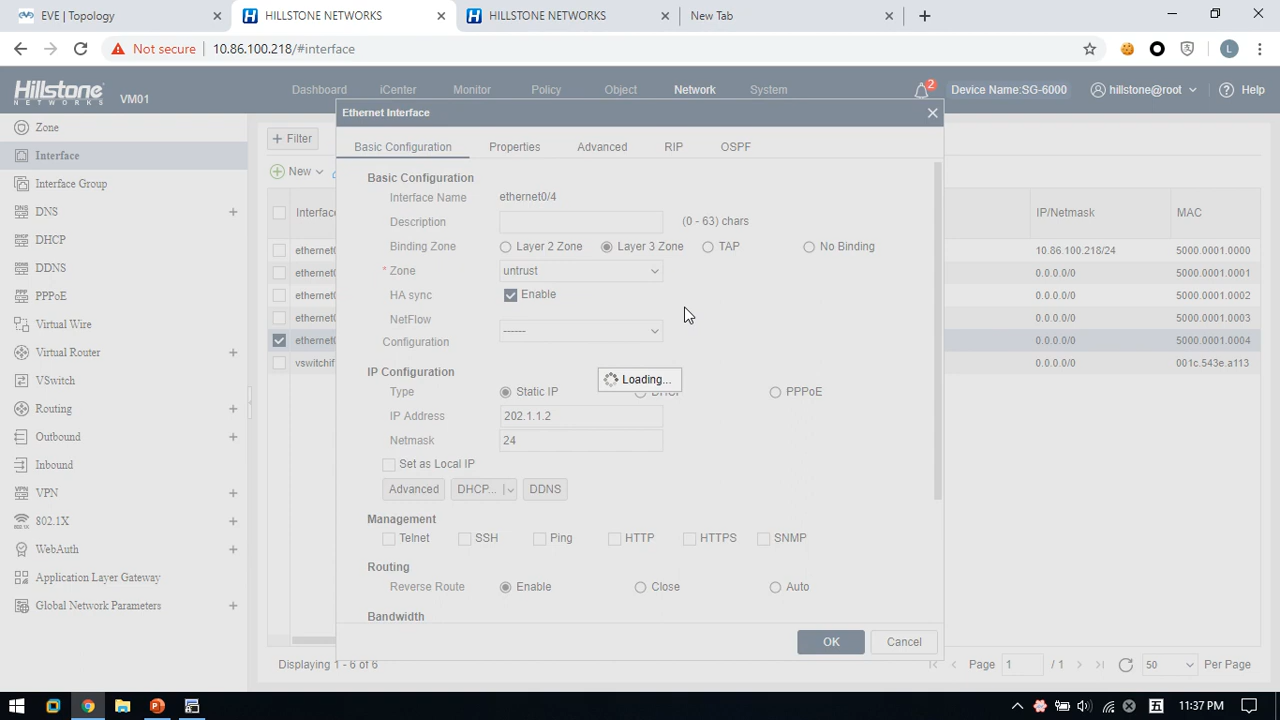 EVE | Topology
HILLSTONE NETWORKS
HILLSTONE NETWORKS
New Tab
Not secure
10.86.100.218/#interface
L
Hillstone
NETWORKS
VM01
Dashboard
iCenter
Monitor
Policy
Object
Network
System
2
Device Name:SG-6000
hillstone@root
Help
Ethernet Interface
Zone
Interface
Interface Group
DNS
DHCP
DDNS
PPPoE
Virtual Wire
Virtual Router
VSwitch
Routing
Outbound
Inbound
VPN
802.1X
WebAuth
Application Layer Gateway
Global Network Parameters
Filter
New
Interfa
ethernet0
ethernet0
ethernet0
ethernet0
ethernet0
vswitchif
Basic Configuration
Properties
Advanced
RIP
OSPF
Basic Configuration
Interface Name
ethernet0/4
Description
(0 - 63) chars
Binding Zone
Layer 2 Zone
Layer 3 Zone
TAP
No Binding
* Zone
untrust
HA sync
Enable
NetFlow
Configuration
------
IP Configuration
Loading...
Type
Static IP
DHCP
PPPoE
IP Address
202.1.1.2
Netmask
24
Set as Local IP
Advanced
DHCP...
DDNS
Management
Telnet
SSH
Ping
HTTP
HTTPS
SNMP
Routing
Reverse Route
Enable
Close
Auto
Bandwidth
OK
Cancel
IP/Netmask
MAC
10.86.100.218/24
5000.0001.0000
0.0.0.0/0
5000.0001.0001
0.0.0.0/0
5000.0001.0002
0.0.0.0/0
5000.0001.0003
0.0.0.0/0
5000.0001.0004
0.0.0.0/0
001c.543e.a113
Displaying 1 - 6 of 6
Page
1
/ 1
50
Per Page
五
11:37 PM